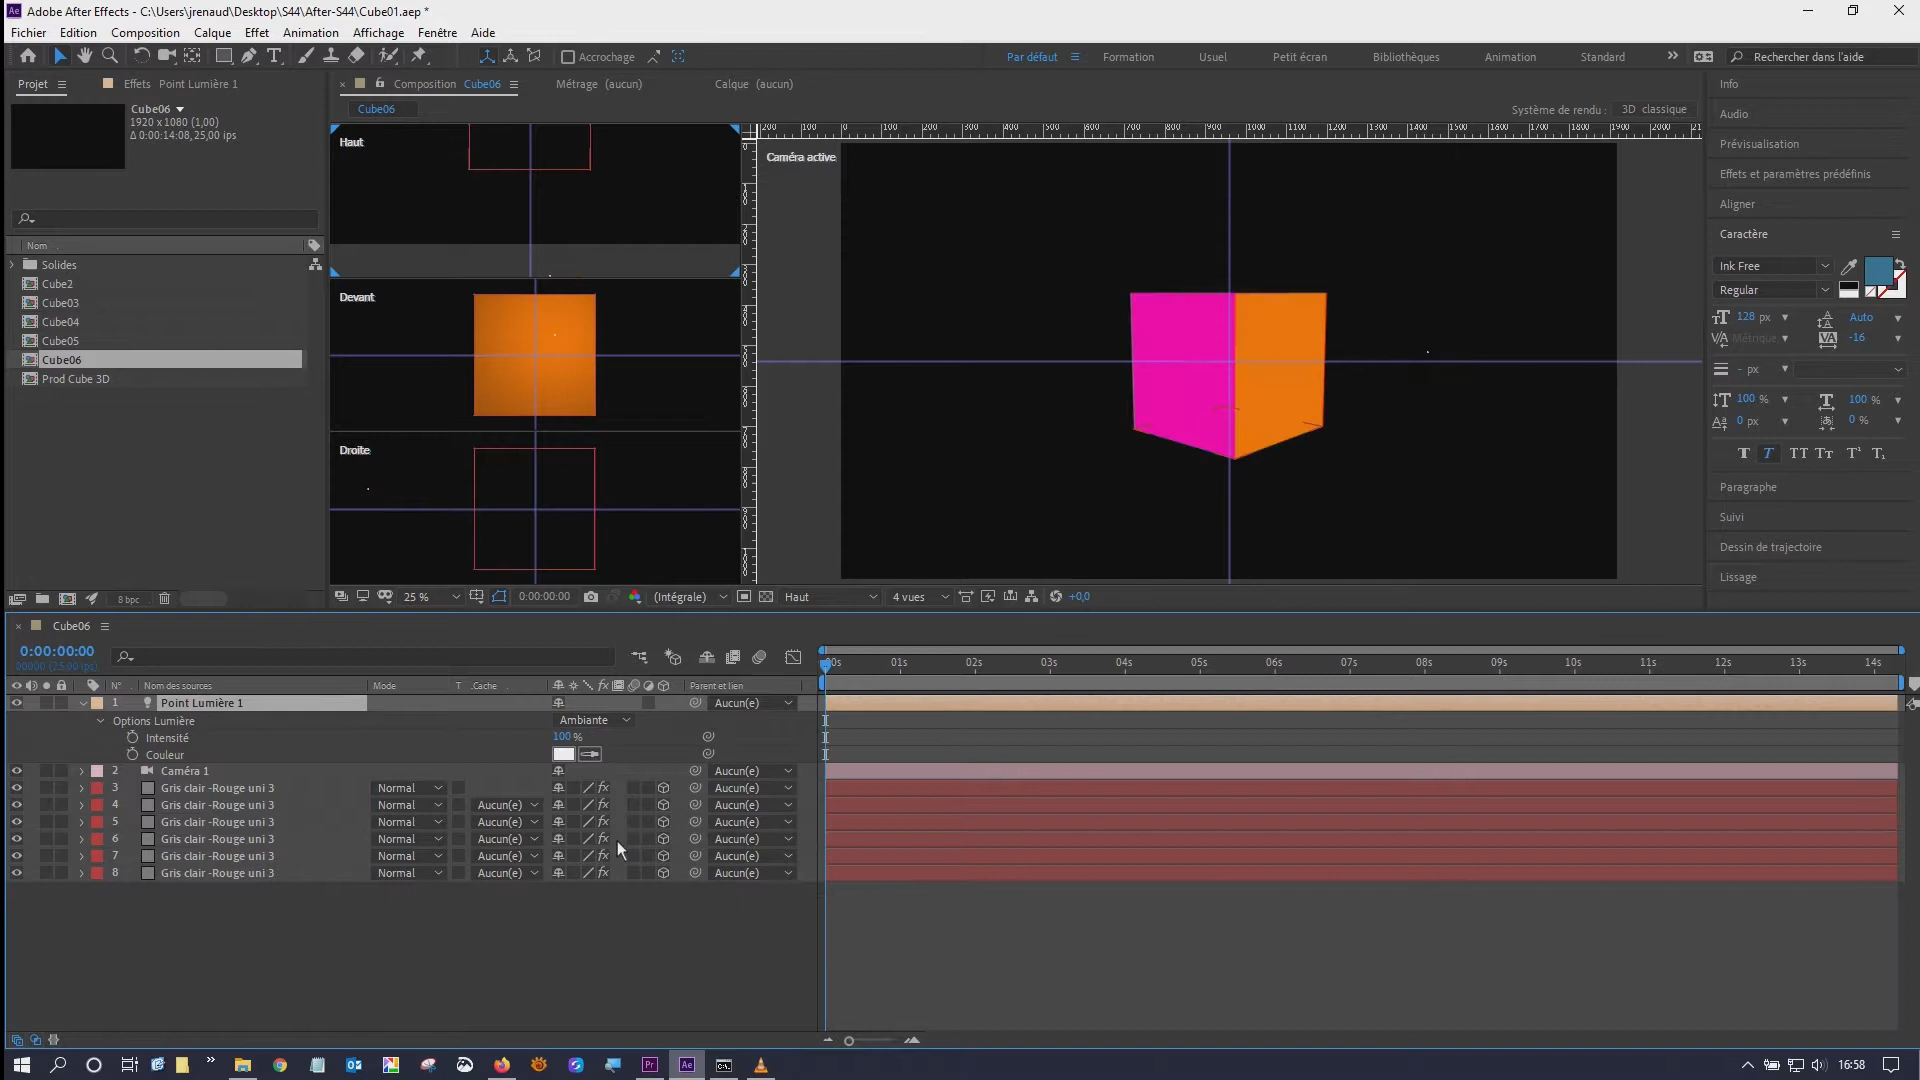 Adobe After Effects - C:\Users\jrenaud\Desktop\S44\After-S44\Cube01.aep *
Fichier Edition Composition Calque Effet Animation Affichage Fenêtre Aide
Accrochage
Par défaut Formation Usuel Petit écran Bibliothèques Animation Standard Rechercher dans l'aide
Projet Effets Point Lumière 1
Composition Cube06 Métrage (aucun) Calque (aucun)
Cube06
1920 x 1080 (1,00)
Δ 0:00:14:08, 25,00 ips
Cube06
Système de rendu : 3D classique
Haut
Caméra active
Devant
Droite
Nom
Solides
Cube2
Cube03
Cube04
Cube05
Cube06
Prod Cube 3D
8 bpc
25 % 0:00:00:00 (Intégrale) Haut 4 vues +0,0
Info
Audio
Prévisualisation
Effets et paramètres prédéfinis
Aligner
Caractère
Ink Free
Regular
128 px Auto
Métrique -16
- px
100 % 100 %
0 px 0 %
T T TT Tt T¹ T₁
Paragraphe
Suivi
Dessin de trajectoire
Lissage
Cube06
0:00:00:00
00000 (25.00 ips)
00s 01s 02s 03s 04s 05s 06s 07s 08s 09s 10s 11s 12s 13s 14s
N° Nom des sources Mode T .Cache Parent et lien
1 Point Lumière 1 Aucun(e)
Options Lumière Ambiante
Intensité 100 %
Couleur
2 Caméra 1 Aucun(e)
3 Gris clair -Rouge uni 3 Normal Aucun(e)
4 Gris clair -Rouge uni 3 Normal Aucun(e) Aucun(e)
5 Gris clair -Rouge uni 3 Normal Aucun(e) Aucun(e)
6 Gris clair -Rouge uni 3 Normal Aucun(e) Aucun(e)
7 Gris clair -Rouge uni 3 Normal Aucun(e) Aucun(e)
8 Gris clair -Rouge uni 3 Normal Aucun(e) Aucun(e)
16:58